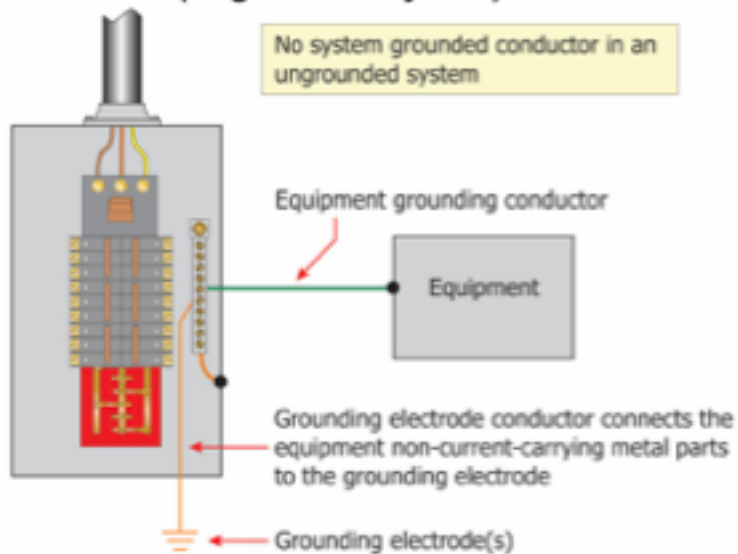 No system grounded conductor in an
ungrounded system
Equipment grounding conductor
Equipment
Grounding electrode conductor connects the
equipment non-current-carrying metal parts
to the grounding electrode
Grounding electrode(s)